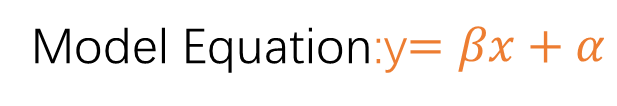 Model Equation:y= βx + α